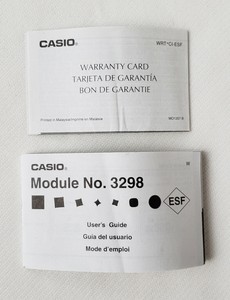 CASIO®
WRT*CI-ESF
WARRANTY CARD
TARJETA DE GARANTÍA
BON DE GARANTIE
CASIO®
Module No. 3298
ESF
User's Guide
Guía del usuario
Mode d'emploi